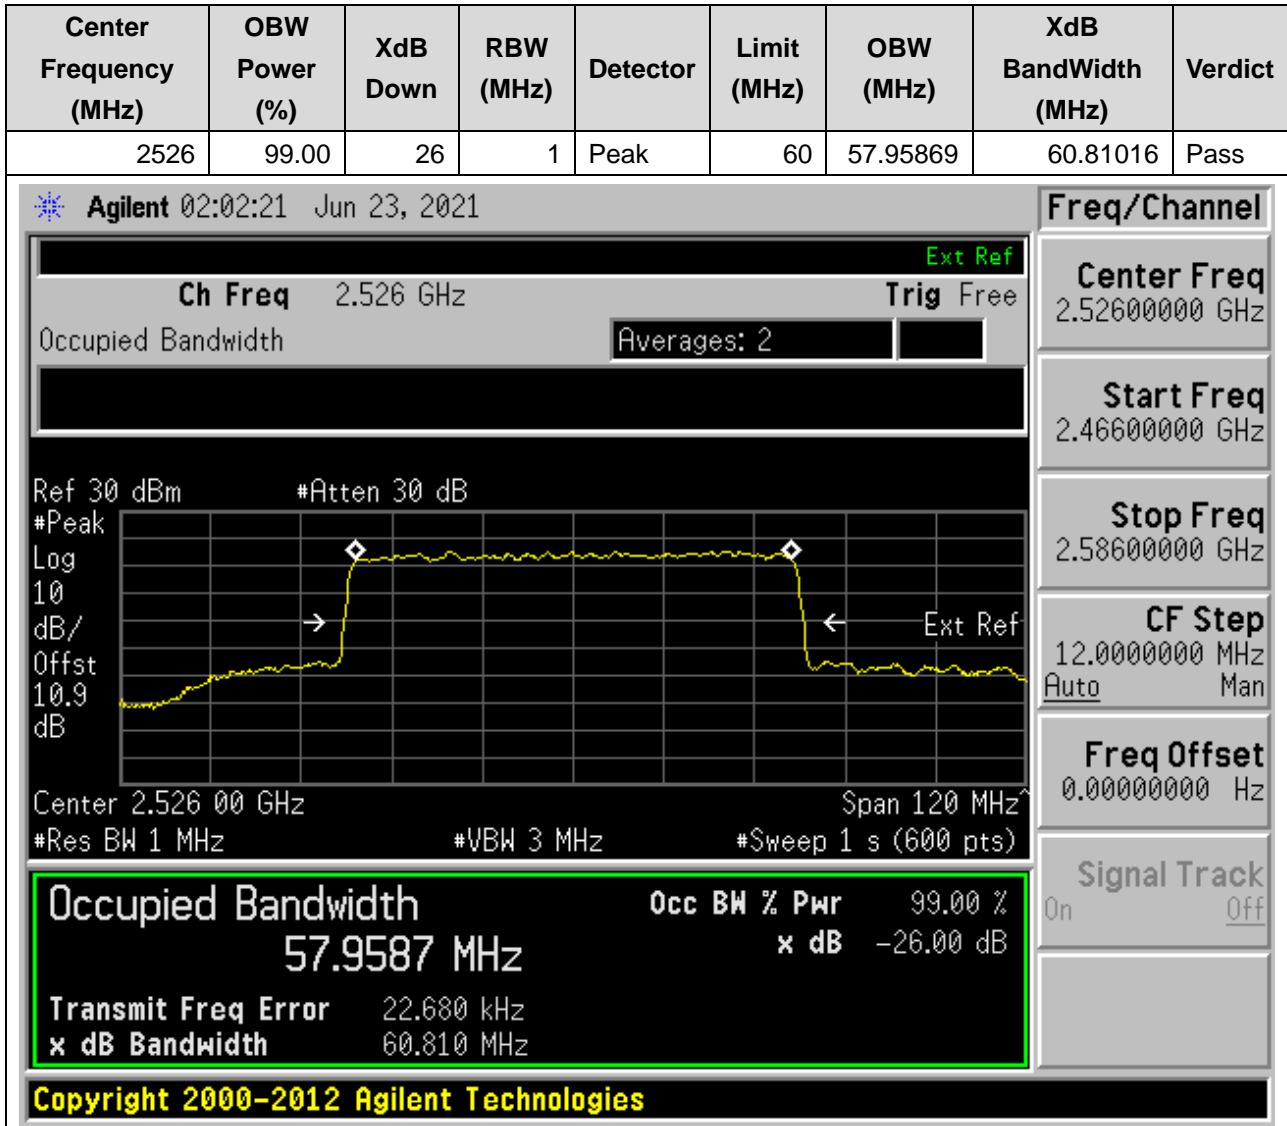 Center Frequency (MHz) OBW Power (%) XdB Down RBW (MHz) Detector Limit (MHz) OBW (MHz) XdB BandWidth (MHz) Verdict
2526 99.00 26 1 Peak 60 57.95869 60.81016 Pass
Agilent 02:02:21 Jun 23, 2021
Freq/Channel
Ext Ref
Ch Freq 2.526 GHz Trig Free
Occupied Bandwidth Averages: 2
Center Freq
2.52600000 GHz
Start Freq
2.46600000 GHz
Stop Freq
2.58600000 GHz
CF Step
12.0000000 MHz
Auto Man
Freq Offset
0.00000000 Hz
Signal Track
On Off
Ref 30 dBm #Atten 30 dB
#Peak
Log
10
dB/
Offst
10.9
dB
Ext Ref
Center 2.526 00 GHz Span 120 MHz^
#Res BW 1 MHz #VBW 3 MHz #Sweep 1 s (600 pts)
Occupied Bandwidth
57.9587 MHz
Occ BW % Pwr 99.00 %
x dB -26.00 dB
Transmit Freq Error 22.680 kHz
x dB Bandwidth 60.810 MHz
Copyright 2000-2012 Agilent Technologies